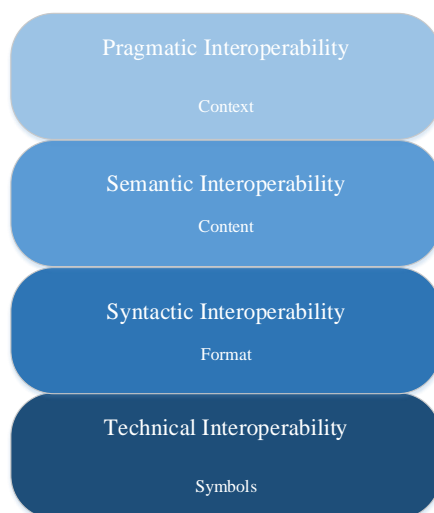 Pragmatic Interoperability
Context
Semantic Interoperability
Content
Syntactic Interoperability
Format
Technical Interoperability
Symbols